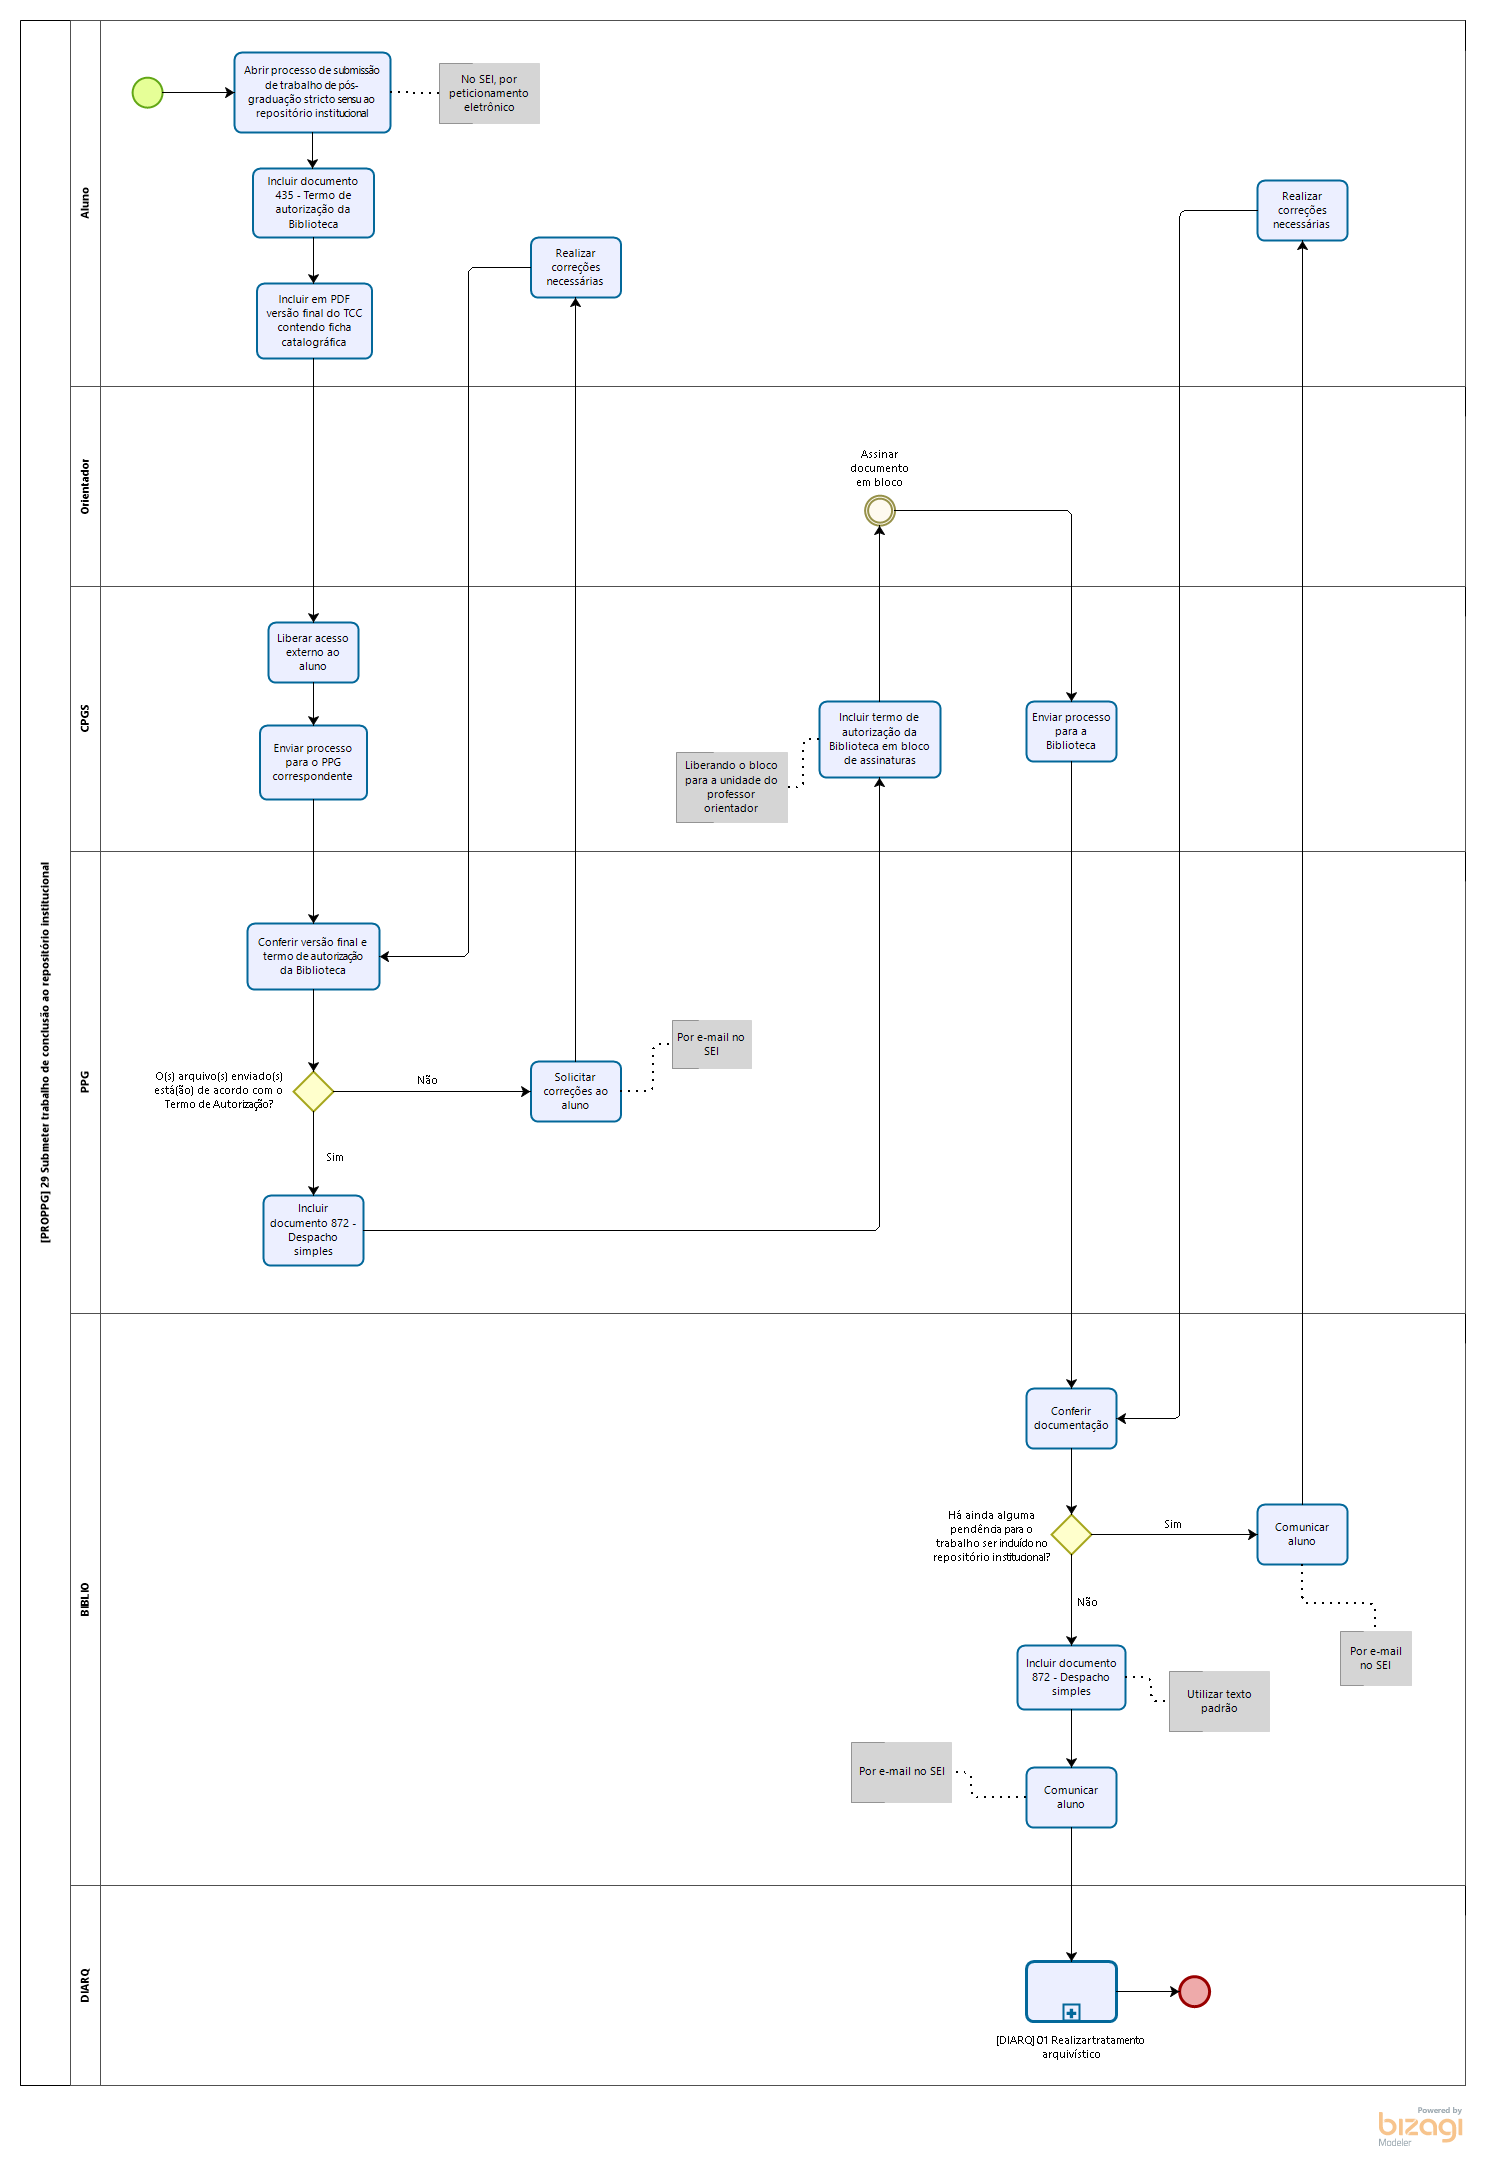 [PROPPG] 29 Submeter trabalho de conclusão ao repositório institucional
Aluno
Abrir processo de submissão
de trabalho de pós-
graduação stricto sensu ao
repositório institucional
No SEI, por
peticionamento
eletrônico
Incluir documento
435 - Termo de
autorização da
Biblioteca
Incluir em PDF
versão final do TCC
contendo ficha
catalográfica
Realizar
correções
necessárias
Realizar
correções
necessárias
Orientador
Assinar
documento
em bloco
CPGS
Liberar acesso
externo ao
aluno
Enviar processo
para o PPG
correspondente
Liberando o bloco
para a unidade do
professor
orientador
Incluir termo de
autorização da
Biblioteca em bloco
de assinaturas
Enviar processo
para a
Biblioteca
PPG
Conferir versão final e
termo de autorização
da Biblioteca
O(s) arquivo(s) enviado(s)
está(ão) de acordo com o
Termo de Autorização?
Não
Solicitar
correções ao
aluno
Por e-mail no
SEI
Sim
Incluir
documento 872 -
Despacho
simples
BIBLIO
Conferir
documentação
Há ainda alguma
pendência para o
trabalho ser incluído no
repositório institucional?
Sim
Comunicar
aluno
Por e-mail
no SEI
Não
Incluir documento
872 - Despacho
simples
Utilizar texto
padrão
Por e-mail no SEI
Comunicar
aluno
DIARQ
[DIARQ] 01 Realizar tratamento
arquivístico
Powered by
bizagi
Modeler